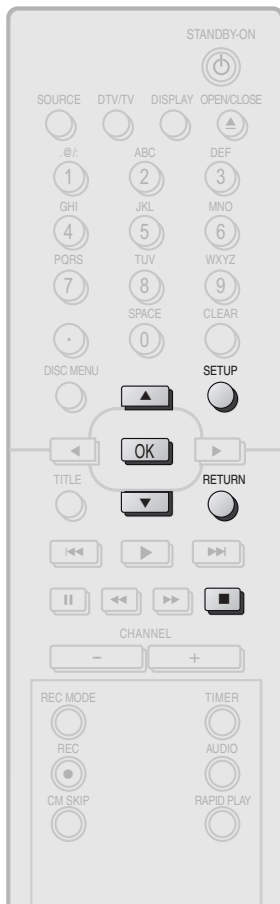 STANDBY-ON
SOURCE DTV/TV DISPLAY OPEN/CLOSE
.@/: ABC DEF
1 2 3
GHI JKL MNO
4 5 6
PQRS TUV WXYZ
7 8 9
SPACE CLEAR
· 0
DISC MENU SETUP
OK
TITLE RETURN
CHANNEL
− +
REC MODE TIMER
REC AUDIO
CM SKIP RAPID PLAY